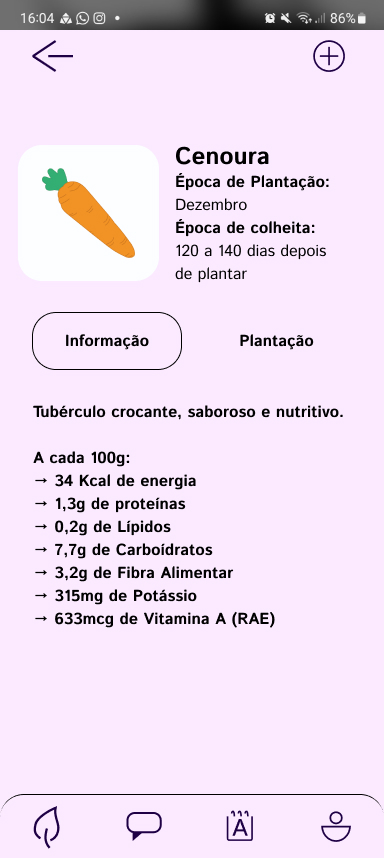 16:04
86%
Cenoura
Época de Plantação:
Dezembro
Época de colheita:
120 a 140 dias depois
de plantar
Informação
Plantação
Tubérculo crocante, saboroso e nutritivo.
A cada 100g:
→ 34 Kcal de energia
→ 1,3g de proteínas
→ 0,2g de Lípidos
→ 7,7g de Carboídratos
→ 3,2g de Fibra Alimentar
→ 315mg de Potássio
→ 633mcg de Vitamina A (RAE)
A